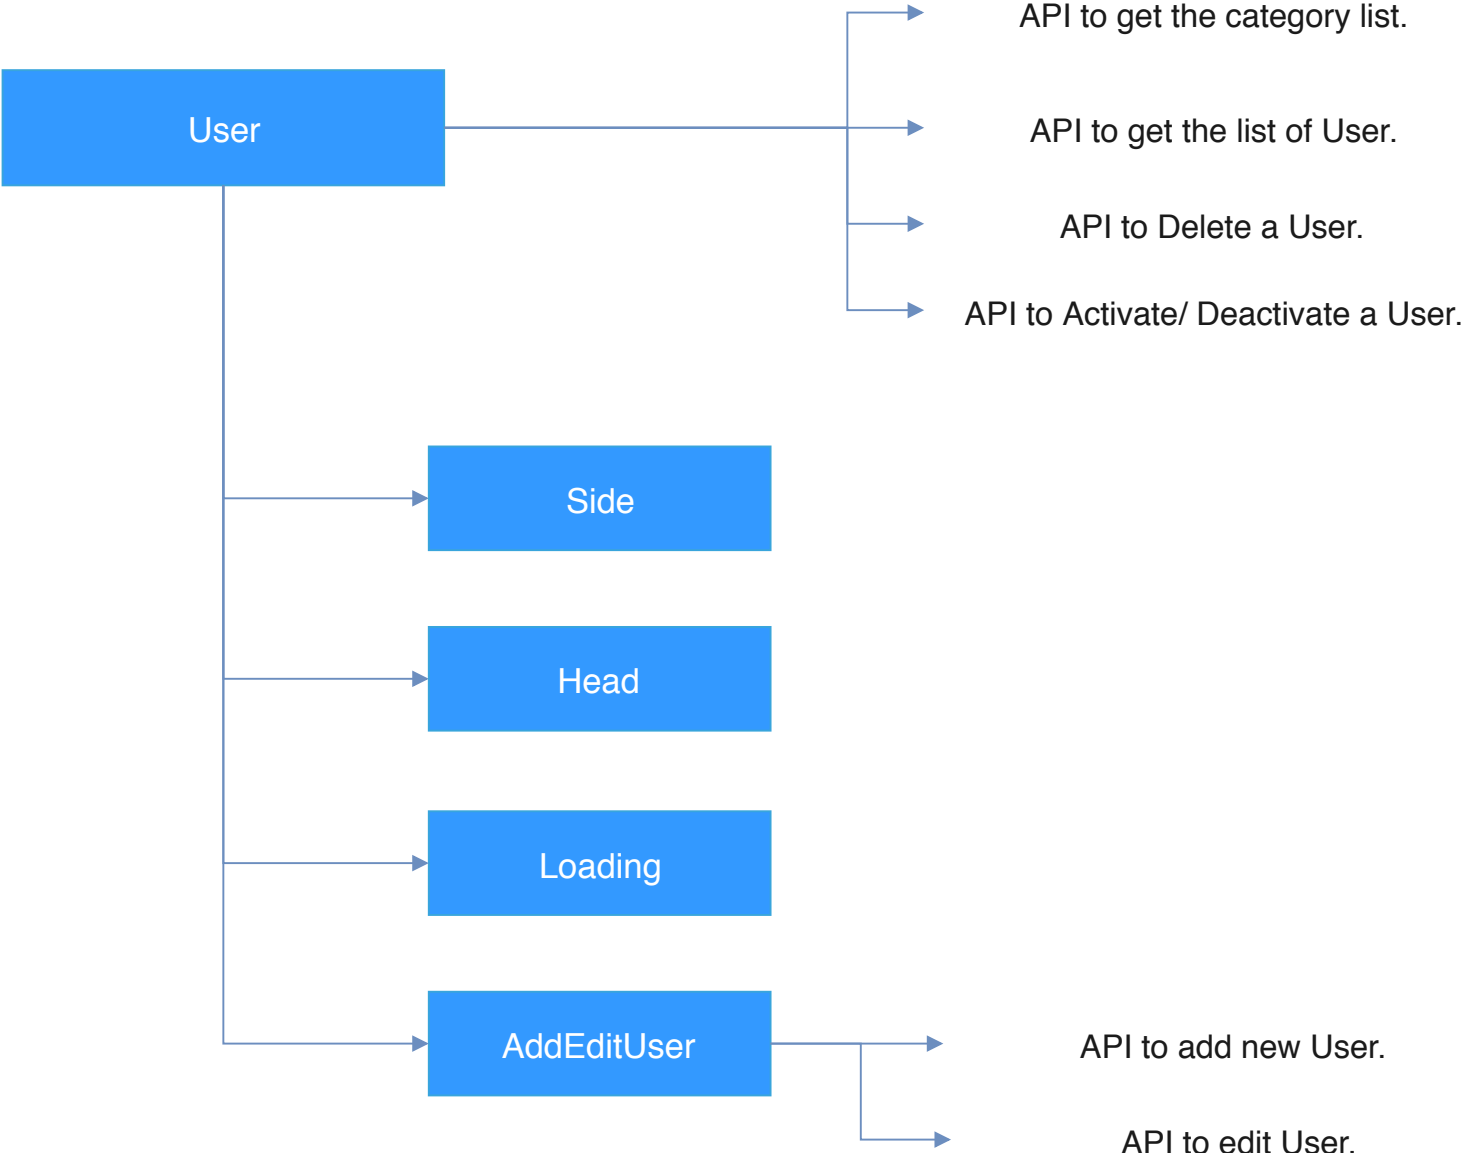 API to get the category list.
User
API to get the list of User.
API to Delete a User.
API to Activate/ Deactivate a User.
Side
Head
Loading
AddEditUser
API to add new User.
API to edit User.